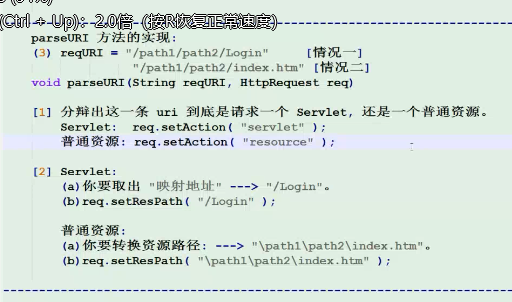 (Ctrl + Up)：2.0倍 (按R恢复正常速度)
parseURI 方法的实现:
(3) reqURI = "/path1/path2/Login" [情况一]
"/path1/path2/index.htm" [情况二]
void parseURI(String reqURI, HttpRequest req)
[1] 分辩出这一条 uri 到底是请求一个 Servlet, 还是一个普通资源。
Servlet: req.setAction( "servlet" );
普通资源: req.setAction( "resource" );
[2] Servlet:
(a)你要取出 "映射地址" ---> "/Login"。
(b)req.setResPath( "/Login" );
普通资源:
(a)你要转换资源路径: ---> "\path1\path2\index.htm"。
(b)req.setResPath( "\path1\path2\index.htm" );